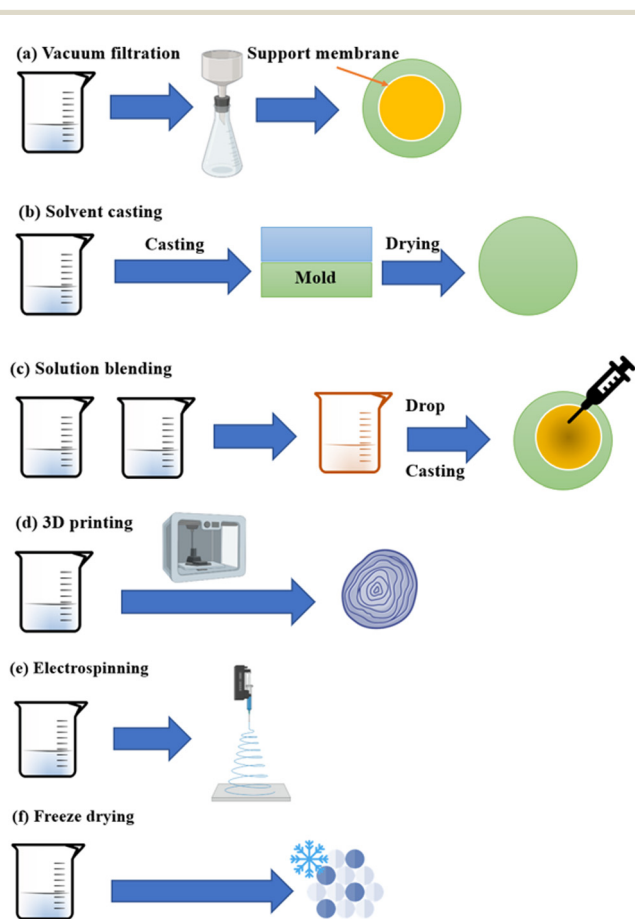 (a) Vacuum filtration
Support membrane
(b) Solvent casting
Casting
Mold
Drying
(c) Solution blending
Drop
Casting
(d) 3D printing
(e) Electrospinning
(f) Freeze drying